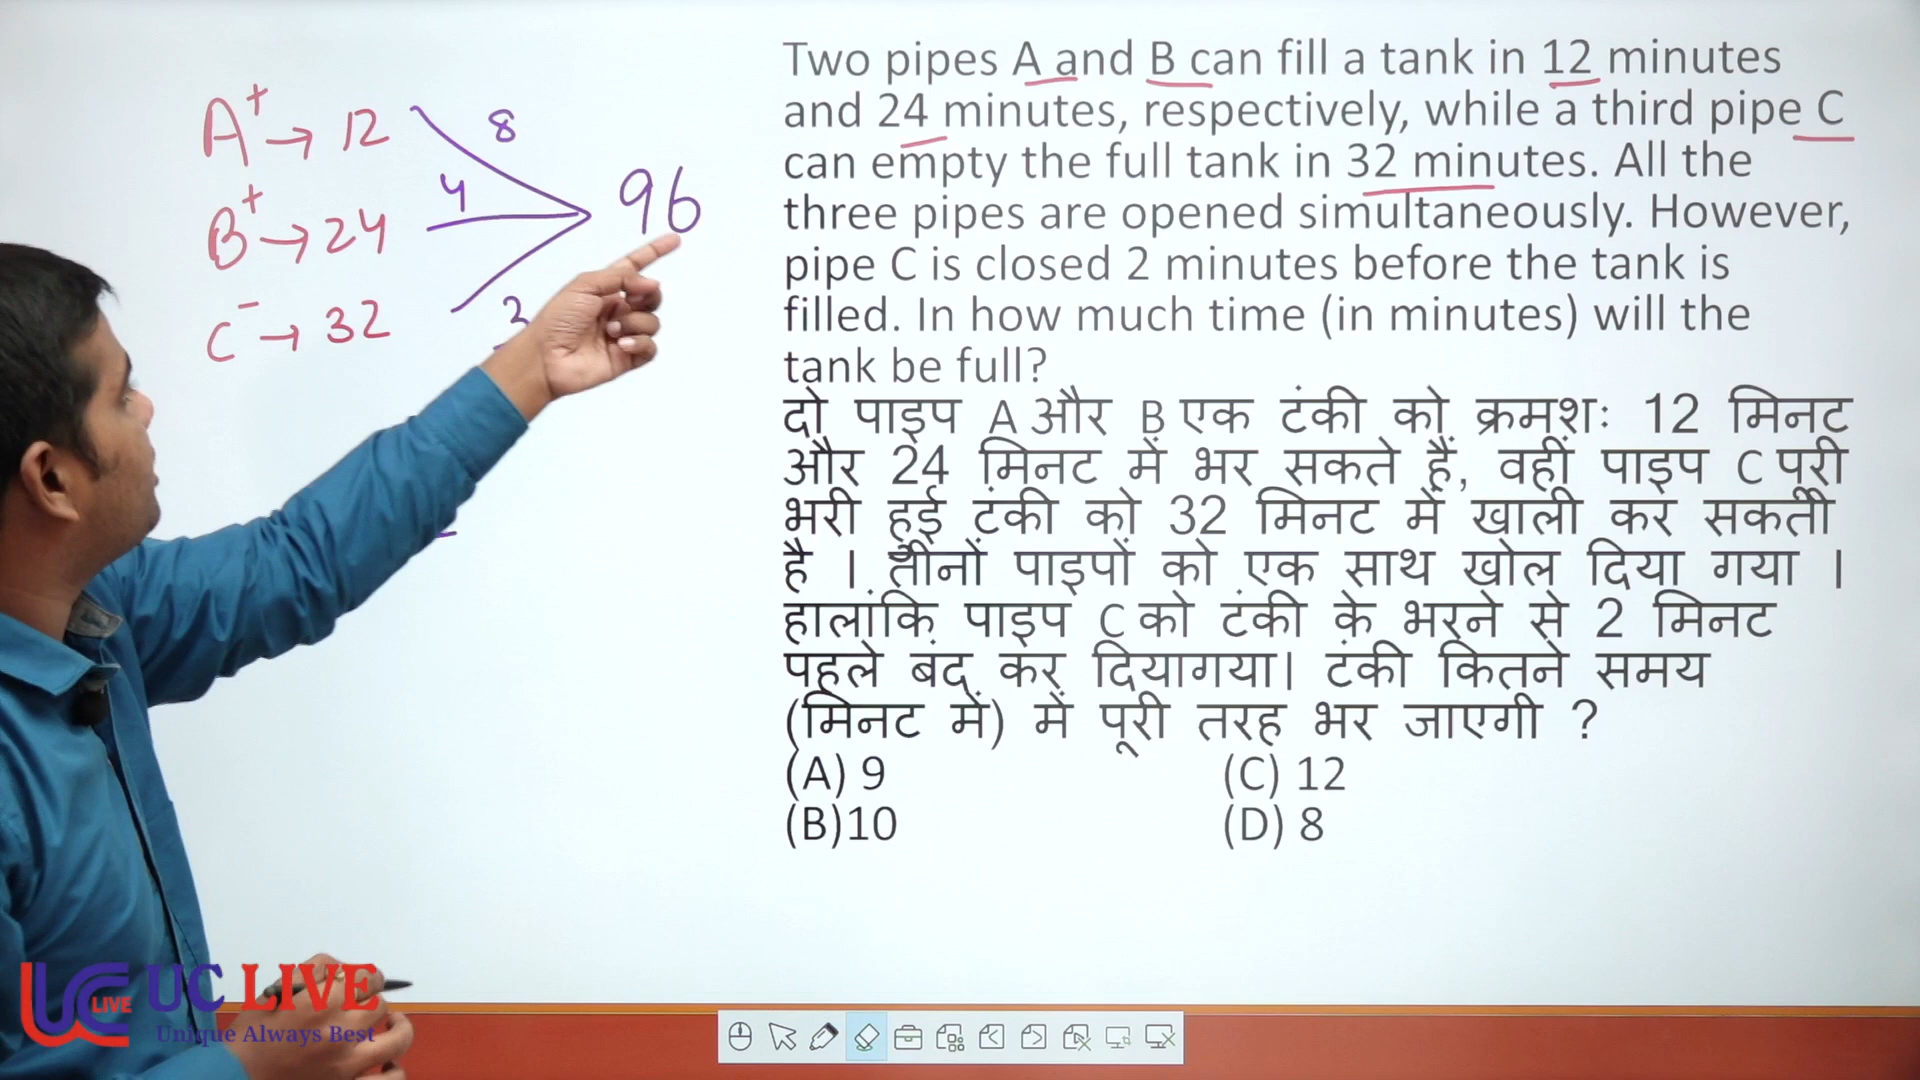 A+ → 12
8
B+ → 24
4
96
C- → 32
3
Two pipes A and B can fill a tank in 12 minutes
and 24 minutes, respectively, while a third pipe C
can empty the full tank in 32 minutes. All the
three pipes are opened simultaneously. However,
pipe C is closed 2 minutes before the tank is
filled. In how much time (in minutes) will the
tank be full?
दो पाइप A और B एक टंकी को क्रमशः 12 मिनट
और 24 मिनट में भर सकते हैं, वहीं पाइप C पूरी
भरी हुई टंकी को 32 मिनट में खाली कर सकती
है । तीनों पाइपों को एक साथ खोल दिया गया ।
हालांकि पाइप C को टंकी के भरने से 2 मिनट
पहले बंद कर दियागया। टंकी कितने समय
(मिनट में) में पूरी तरह भर जाएगी ?
(A) 9 (C) 12
(B)10 (D) 8
UC LIVE
LIVE
Unique Always Best